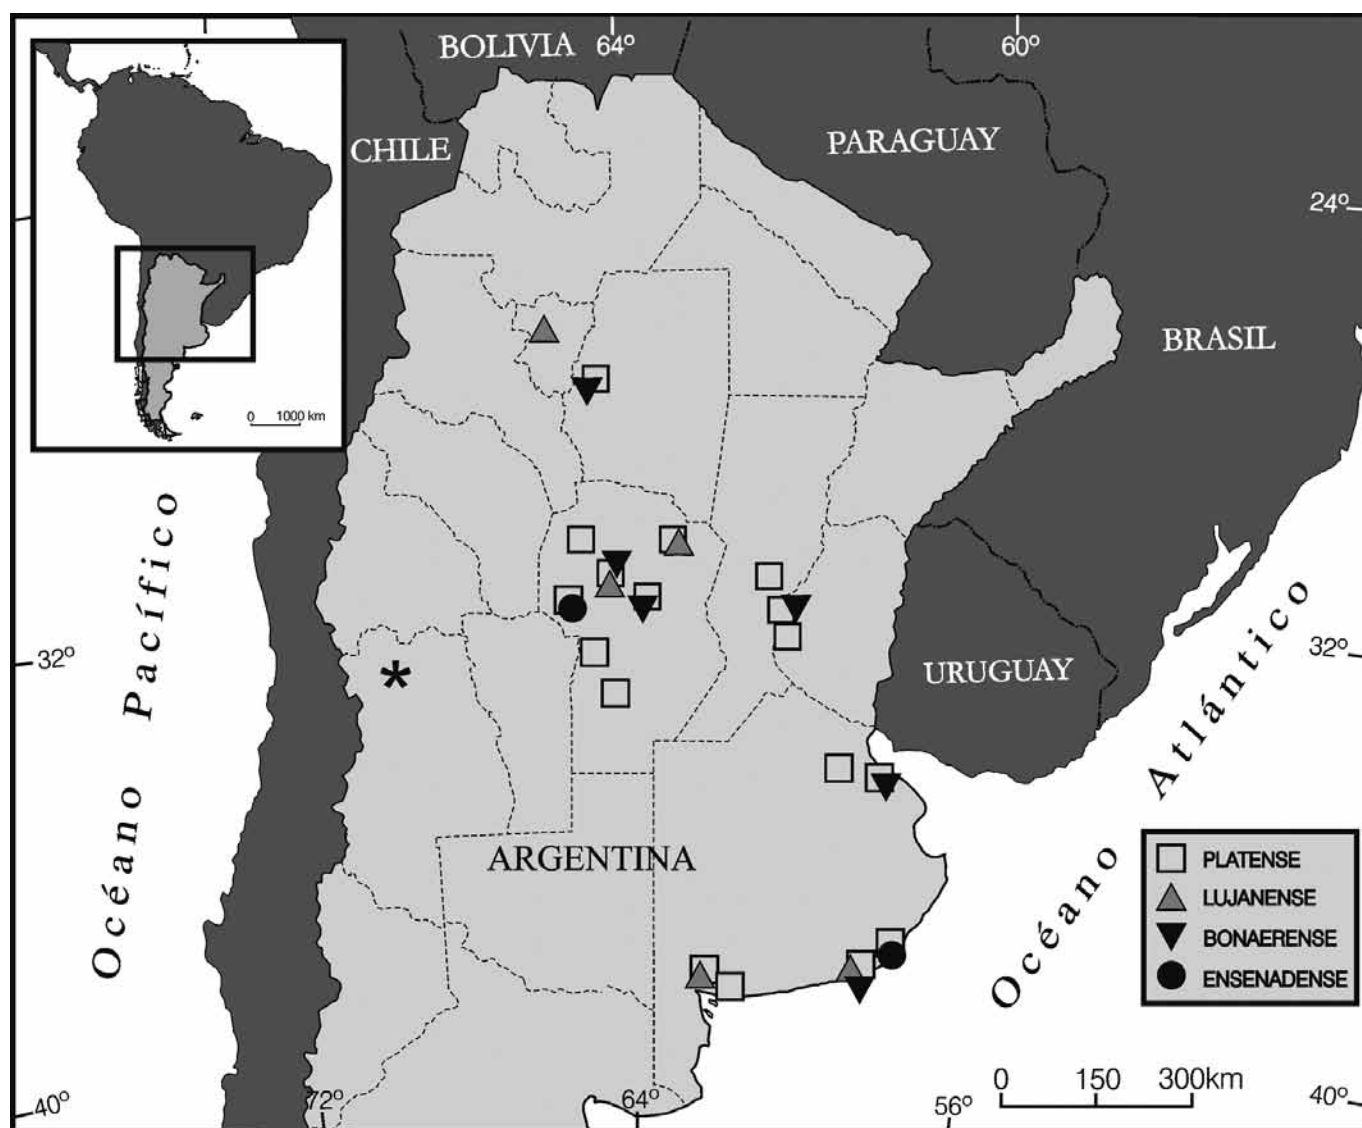 BOLIVIA
64º
60º
CHILE
PARAGUAY
24º
BRASIL
0 1000 km
Océano Pacífico
32º
*
URUGUAY
32º
Océano Atlántico
ARGENTINA
PLATENSE
LUJANENSE
BONAERENSE
ENSENADENSE
0 150 300km
40º
72º
64º
56º
40º